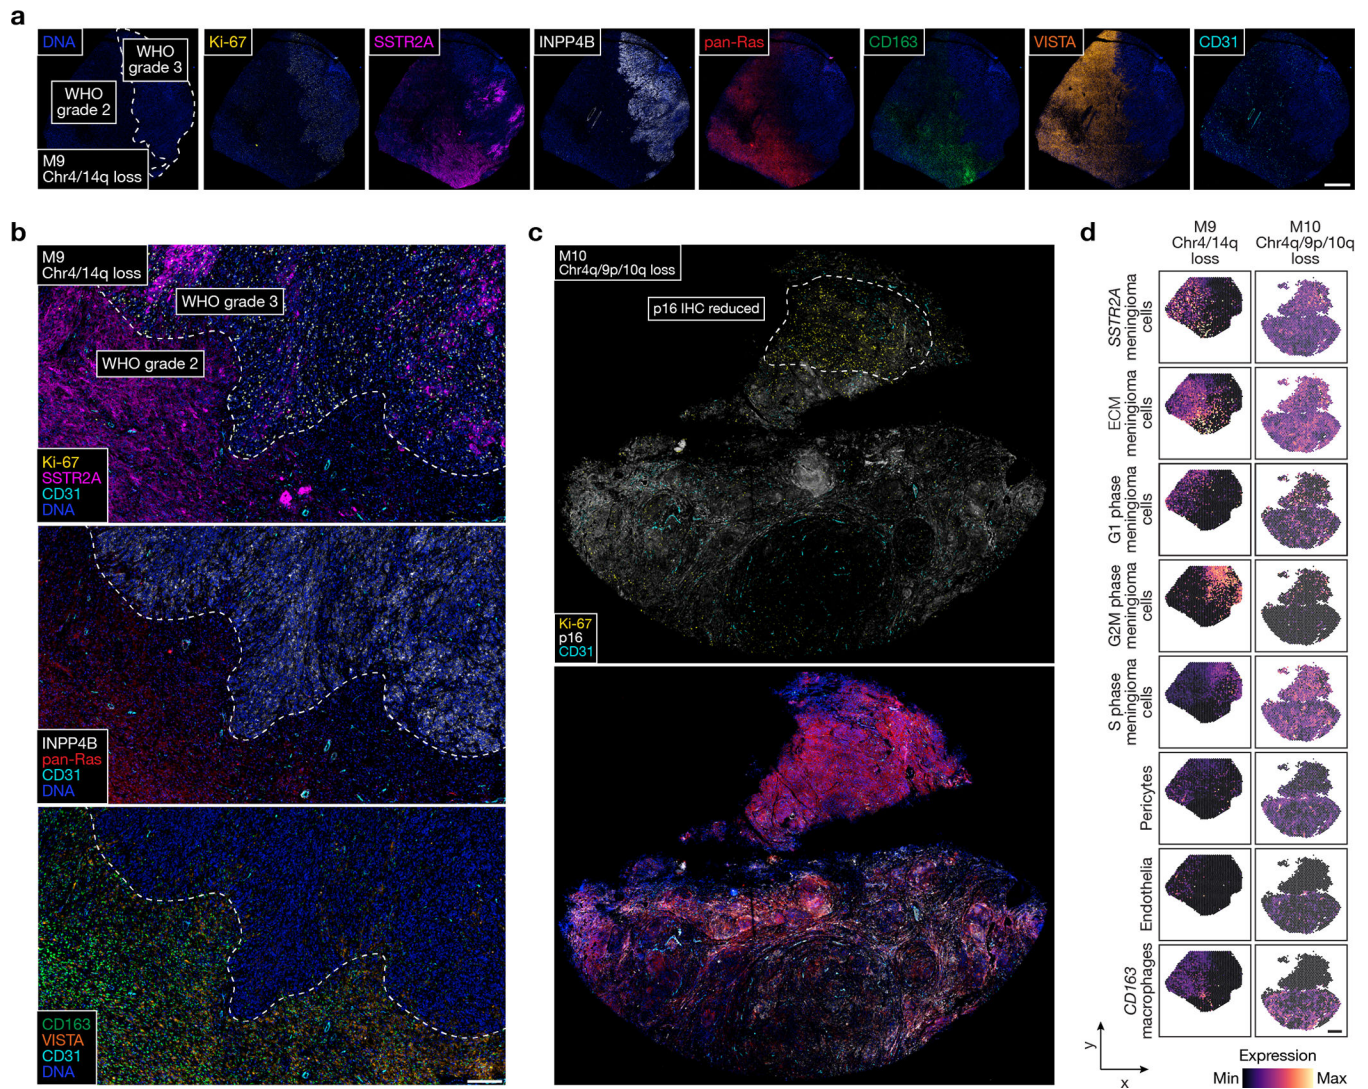 a
DNA
WHO
grade 3
WHO
grade 2
M9
Chr4/14q loss
Ki-67
SSTR2A
INPP4B
pan-Ras
CD163
VISTA
CD31
b
M9
Chr4/14q loss
WHO grade 3
WHO grade 2
Ki-67
SSTR2A
CD31
DNA
INPP4B
pan-Ras
CD31
DNA
CD163
VISTA
CD31
DNA
c
M10
Chr4q/9p/10q loss
p16 IHC reduced
Ki-67
p16
CD31
d
M9
Chr4/14q
loss
M10
Chr4q/9p/10q
loss
SSTR2A
meningioma
cells
ECM
meningioma
cells
G1 phase
meningioma
cells
G2M phase
meningioma
cells
S phase
meningioma
cells
Pericytes
Endothelia
CD163
macrophages
y
x
Expression
Min
Max